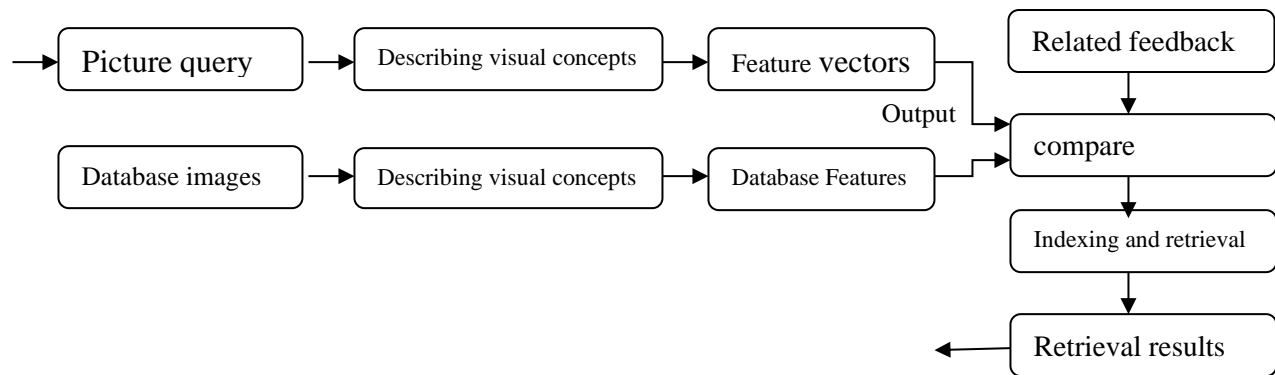 Picture query
Describing visual concepts
Feature vectors
Related feedback
Output
compare
Database images
Describing visual concepts
Database Features
Indexing and retrieval
Retrieval results